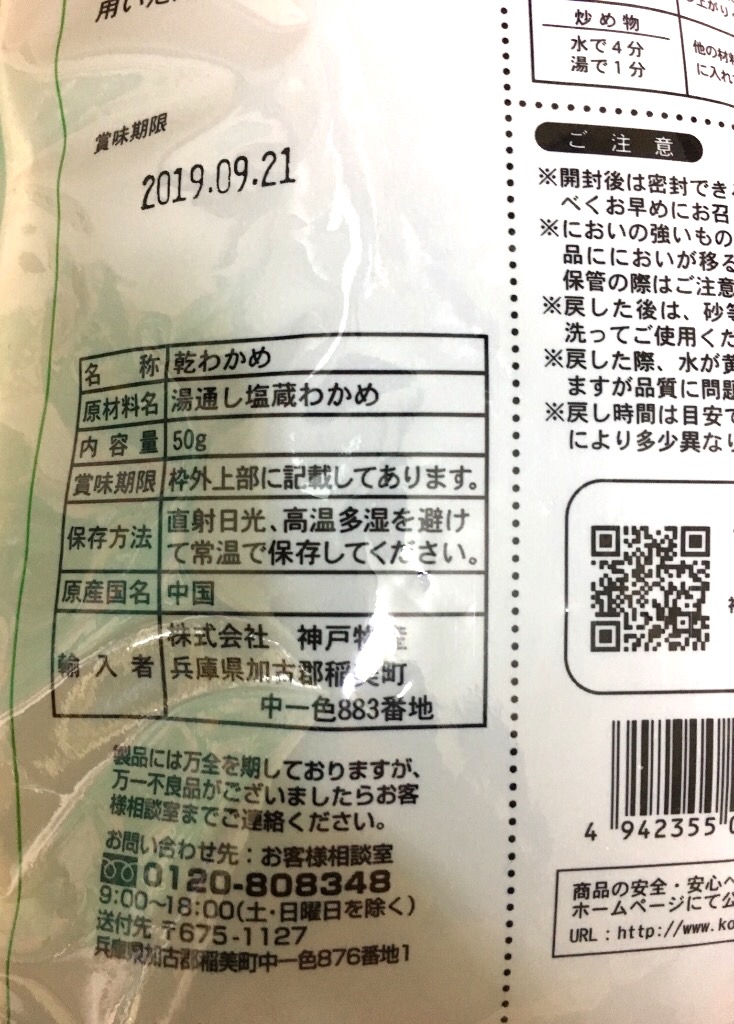 用い
賞味期限
2019.09.21
名 称 乾わかめ
原材料名 湯通し塩蔵わかめ
内容量 50g
賞味期限 枠外上部に記載してあります。
保存方法 直射日光、高温多湿を避け
て常温で保存してください。
原産国名 中国
輸入者 株式会社 神戸物産
兵庫県加古郡稲美町
中一色883番地
製品には万全を期しておりますが、
万一不良品がございましたらお客
様相談室までご連絡ください。
お問い合わせ先:お客様相談室
0120-808348
9:00~18:00(土・日曜日を除く)
送付先 〒675-1127
兵庫県加古郡稲美町中一色876番地1
炒め物
水で4分
湯で1分
他の材料
に入れ
ご注意
※開封後は密封でき
べくお早めにお召
※においの強いもの
品ににおいが移る
保管の際はご注意
※戻した後は、砂等
洗ってご使用くた
※戻した際、水が黄
ますが品質に問題
※戻し時間は目安で
により多少異なり
4 942355 0
商品の安全・安心へ
ホームページにて公
URL:http://www.ko